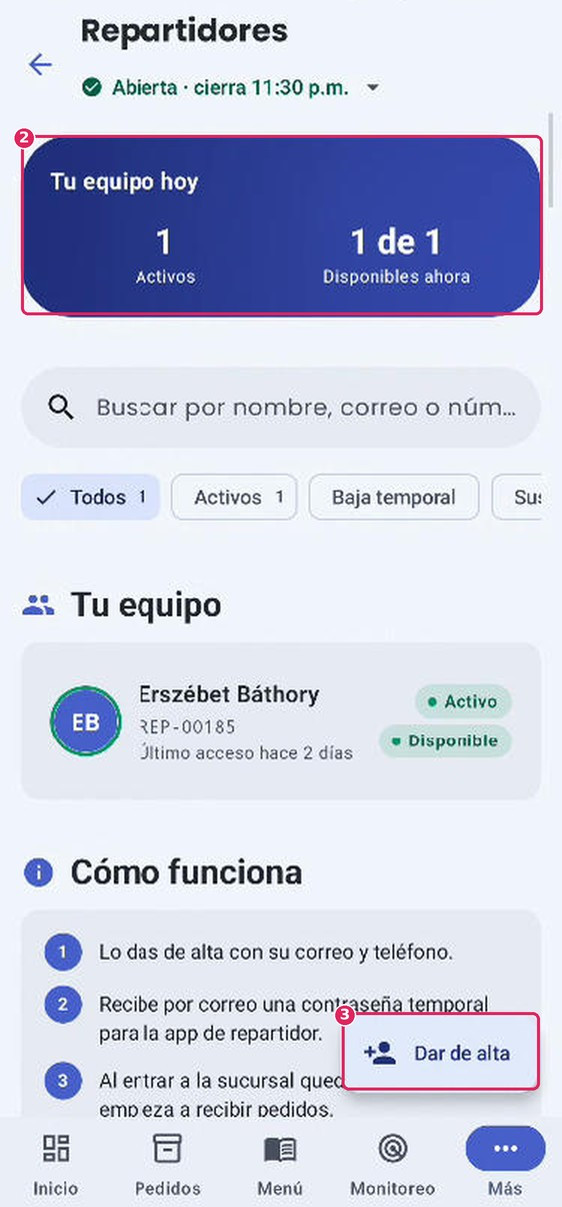 Repartidores
Abierta · cierra 11:30 p.m.
2
Tu equipo hoy
1
Activos
1 de 1
Disponibles ahora
Buscar por nombre, correo o núm...
Todos 1
Activos 1
Baja temporal
Sus
Tu equipo
EB
Erszébet Báthory
REP-00185
Último acceso hace 2 días
Activo
Disponible
Cómo funciona
1 Lo das de alta con su correo y teléfono.
2 Recibe por correo una contraseña temporal
para la app de repartidor.
3 Al entrar a la sucursal qued
empieza a recibir pedidos.
3
Dar de alta
Inicio
Pedidos
Menú
Monitoreo
Más